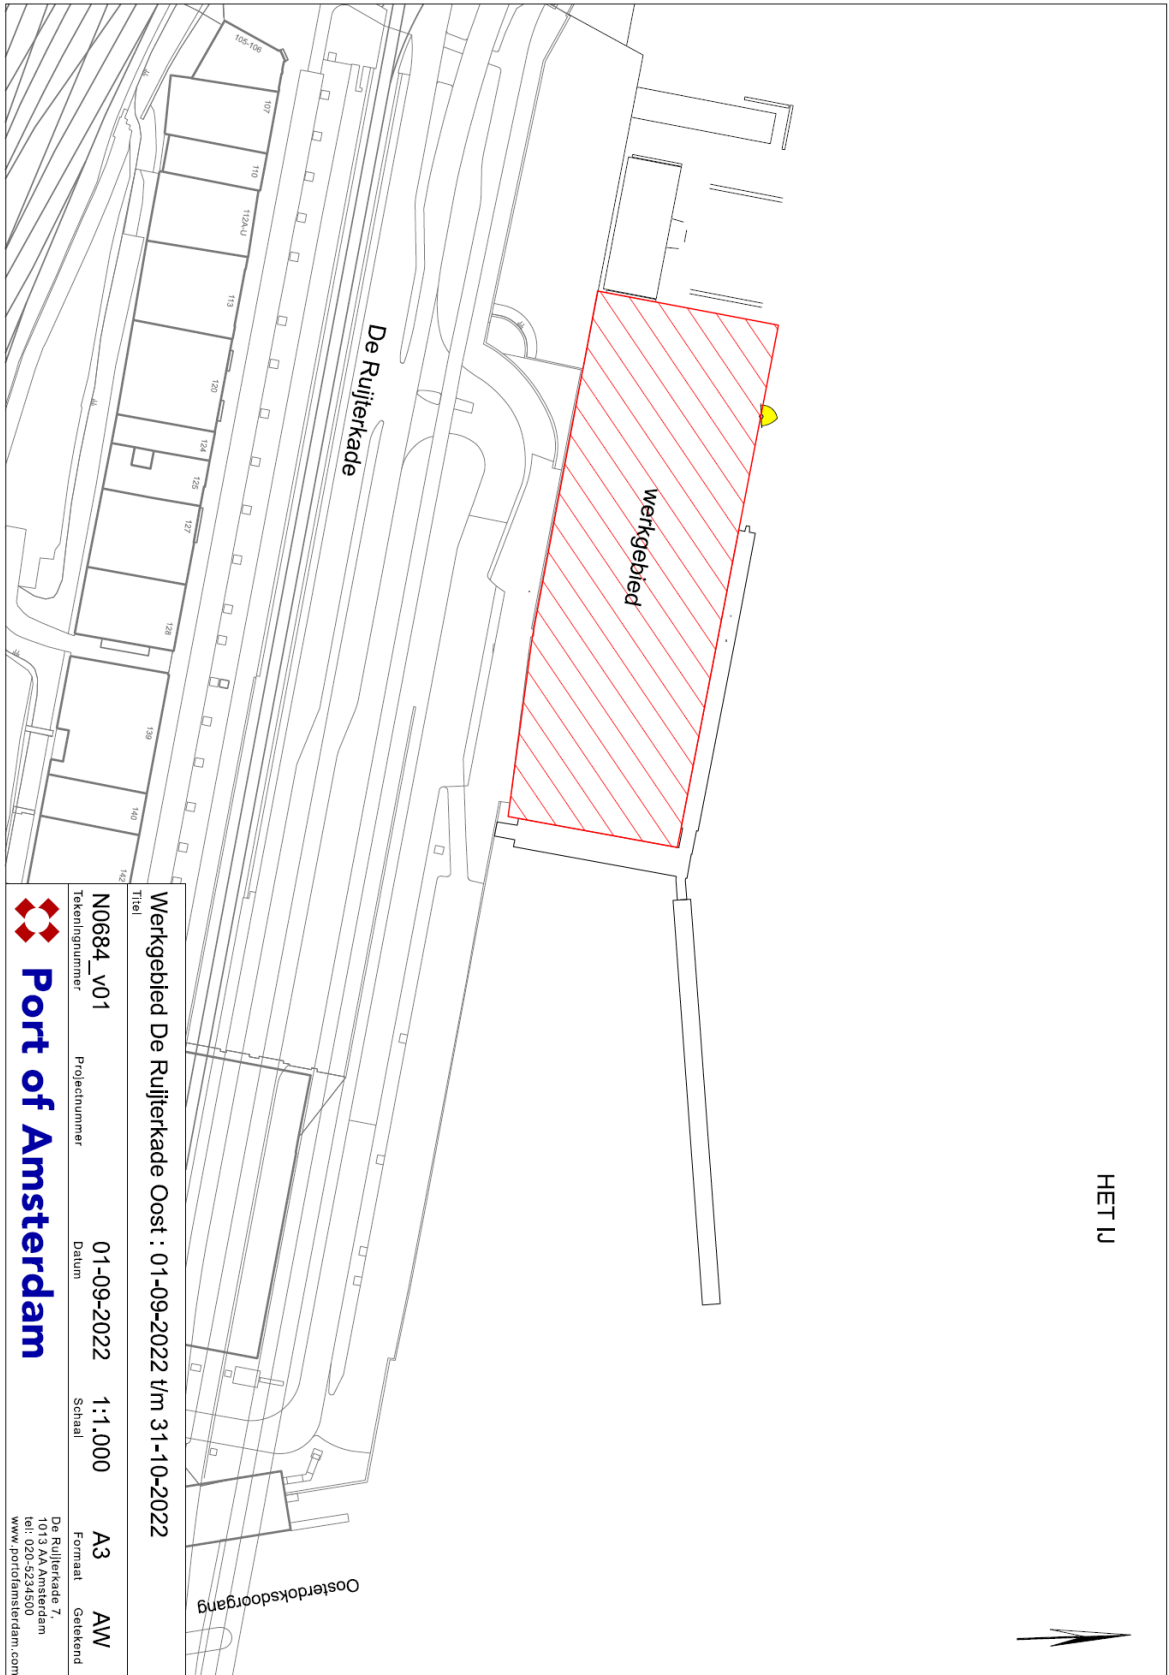 105-106
107
110
112A-U
113
120
124
125
127
128
139
140
142
De Ruijterkade
Werkgebied
HET IJ
Oosterdoksdoorgang
Werkgebied De Ruijterkade Oost : 01-09-2022 t/m 31-10-2022
Titel
N0684_v01
01-09-2022
1:1.000
A3
AW
Tekeningnummer
Projectnummer
Datum
Schaal
Formaat
Getekend
Port of Amsterdam
De Ruijterkade 7,
1013 AA Amsterdam
tel: 020-5234500
www.portofamsterdam.com